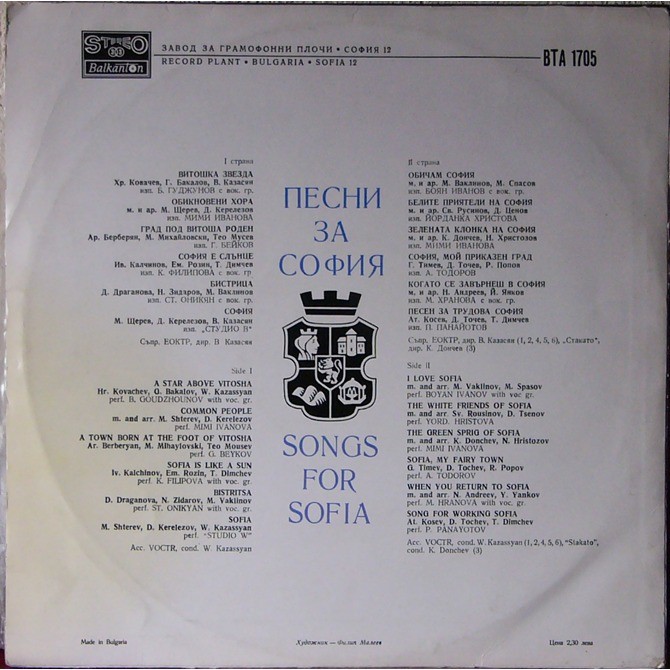 STEREO
Balkanton
ЗАВОД ЗА ГРАМОФОННИ ПЛОЧИ • СОФИЯ 12
RECORD PLANT • BULGARIA • SOFIA 12
ВТА 1705
I страна
ВИТОШКА ЗВЕЗДА
Хр. Ковачев, Г. Бакалов, В. Казасян
изп. Б. ГУДЖУНОВ с вок. гр.
ОБИКНОВЕНИ ХОРА
м. и ар. М. Щерев, Д. Керелезов
изп. МИМИ ИВАНОВА
ГРАД ПОД ВИТОША РОДЕН
Ар. Берберян, М. Михайловски, Тео Мусев
изп. Г. БЕЙКОВ
СОФИЯ Е СЛЪНЦЕ
Ив. Калчинов, Ем. Розин, Т. Димчев
изп. К. ФИЛИПОВА с вок. гр.
БИСТРИЦА
Д. Драганова, Н. Зидаров, М. Ваклинов
изп. СТ. ОНИКЯН с вок. гр.
СОФИЯ
М. Щерев, Д. Керелезов, В. Казасян
изп. „СТУДИО В"
Съпр. ЕОКТР, дир. В. Казасян
II страна
ОБИЧАМ СОФИЯ
м. и ар. М. Ваклинов, М. Спасов
изп. БОЯН ИВАНОВ с вок. гр.
БЕЛИТЕ ПРИЯТЕЛИ НА СОФИЯ
м. и ар. Св. Русинов, Д. Ценов
изп. ЙОРДАНКА ХРИСТОВА
ЗЕЛЕНАТА КЛОНКА НА СОФИЯ
м. и ар. К. Дончев, Н. Христозов
изп. МИМИ ИВАНОВА
СОФИЯ, МОЙ ПРИКАЗЕН ГРАД
Г. Тимев, Д. Точев, Р. Попов
изп. А. ТОДОРОВ
КОГАТО СЕ ЗАВЪРНЕШ В СОФИЯ
м. и ар. Н. Андреев, Й. Янков
изп. М. ХРАНОВА с вок. гр.
ПЕСЕН ЗА ТРУДОВА СОФИЯ
Ат. Косев, Д. Точев, Т. Димчев
изп. П. ПАНАЙОТОВ
Съпр. ЕОКТР, дир. В. Казасян (1, 2, 4, 5, 6), „Стакато",
дир. К. Дончев (3)
ПЕСНИ
ЗА
СОФИЯ
SONGS
FOR
SOFIA
Side I
A STAR ABOVE VITOSHA
Hr. Kovachev, G. Bakalov, W. Kazassyan
perf. B. GOUDZHOUNOV with voc. gr.
COMMON PEOPLE
m. and arr. M. Shterev, D. Kerelezov
perf. MIMI IVANOVA
A TOWN BORN AT THE FOOT OF VITOSHA
Ar. Berberyan, M. Mihaylovski, Teo Mousev
perf. G. BEYKOV
SOFIA IS LIKE A SUN
Iv. Kalchinov, Em. Rozin, T. Dimchev
perf. K. FILIPOVA with voc. gr.
BISTRITSA
D. Draganova, N. Zidarov, M. Vaklinov
perf. ST. ONIKYAN with voc. gr.
SOFIA
M. Shterev, D. Kerelezov, W. Kazassyan
perf. "STUDIO W"
Acc. VOCTR, cond. W. Kazassyan
Side II
I LOVE SOFIA
m. and arr. M. Vaklinov, M. Spasov
perf. BOYAN IVANOV with voc. gr.
THE WHITE FRIENDS OF SOFIA
m. and arr. Sv. Rousinov, D. Tsenov
perf. YORD. HRISTOVA
THE GREEN SPRIG OF SOFIA
m. and arr. K. Donchev, N. Hristozov
perf. MIMI IVANOVA
SOFIA, MY FAIRY TOWN
G. Timev, D. Tochev, R. Popov
perf. A. TODOROV
WHEN YOU RETURN TO SOFIA
m. and arr. N. Andreev, Y. Yankov
perf. M. HRANOVA with voc. gr.
SONG FOR WORKING SOFIA
At. Kosev, D. Tochev, T. Dimchev
perf. P. PANAYOTOV
Acc. VOCTR, cond. W. Kazassyan (1, 2, 4, 5, 6), "Stakato",
cond. K. Donchev (3)
Made in Bulgaria
Художник — Филип Малеев
Цена 2,30 лева